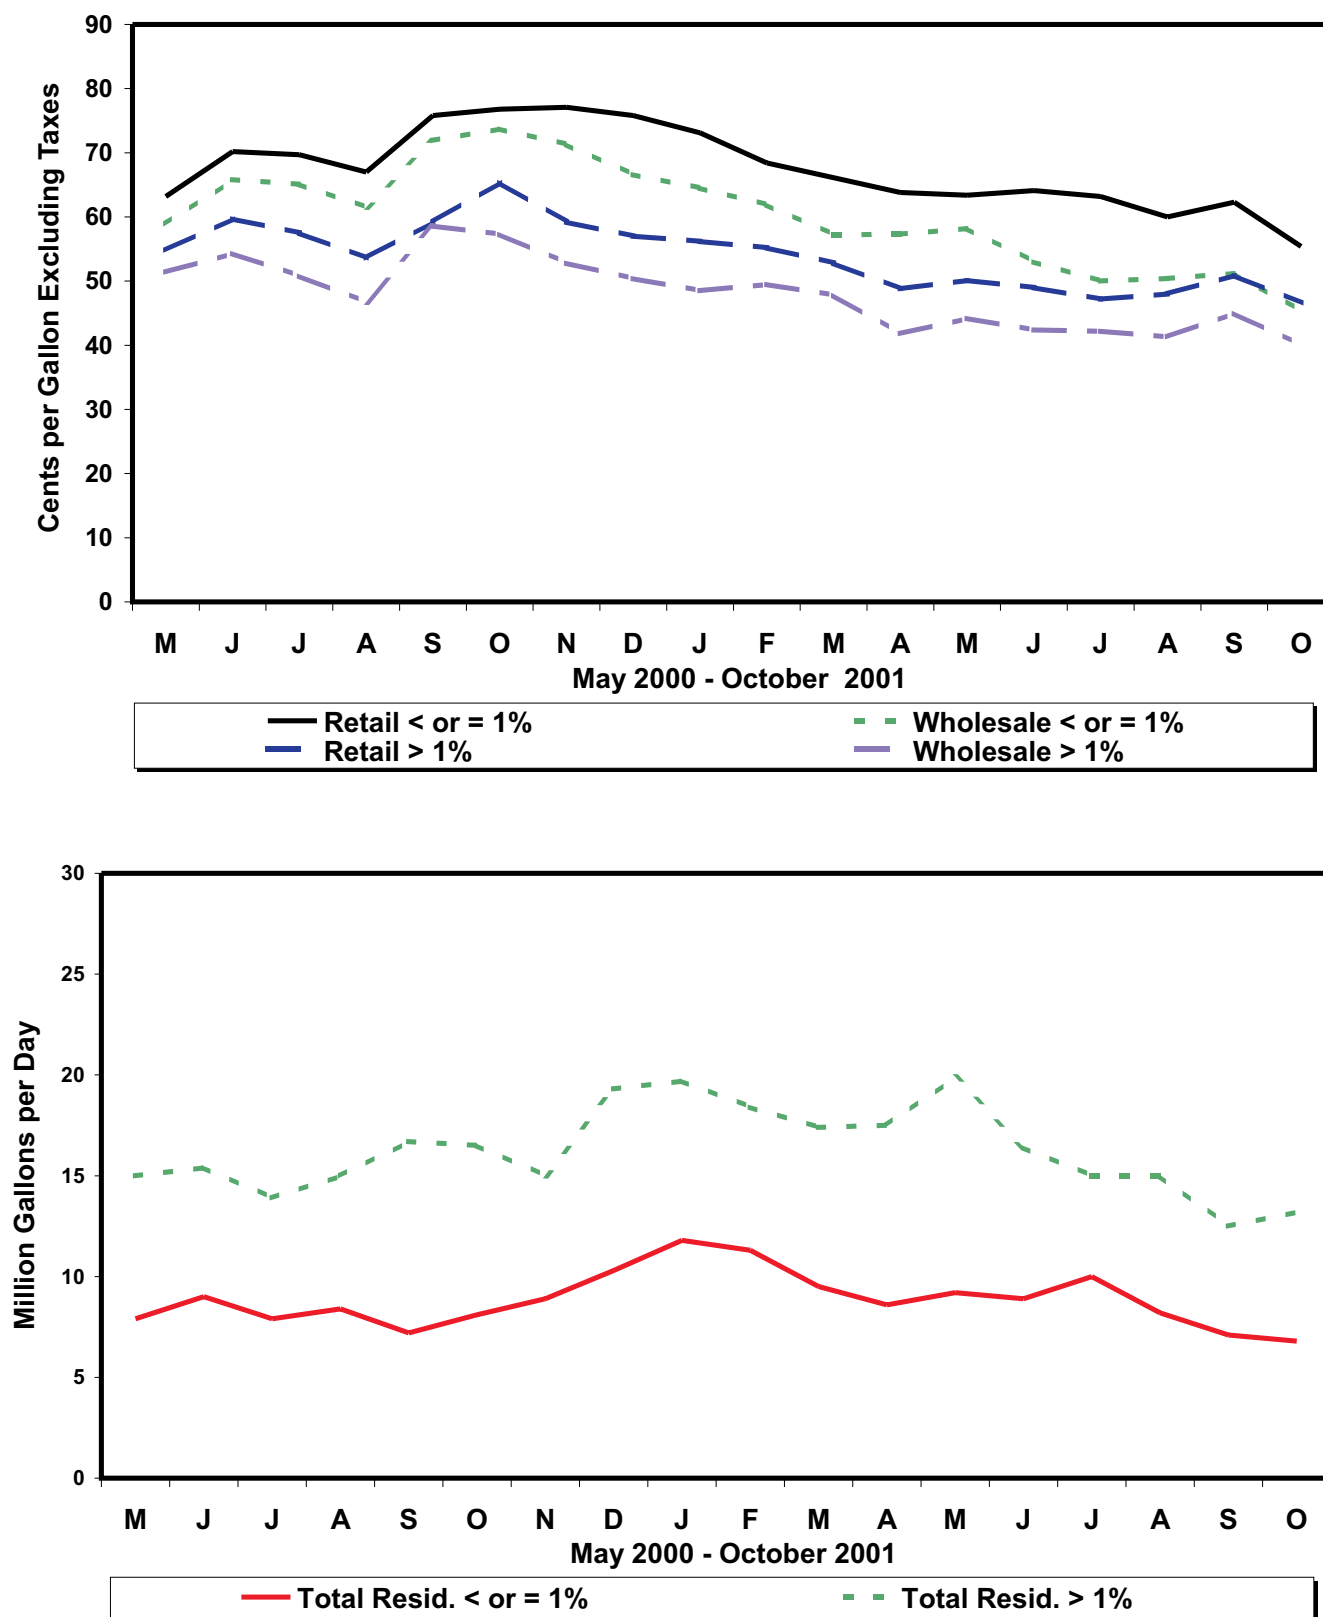 90
80
70
60
50
40
30
20
10
0
Cents per Gallon Excluding Taxes
M J J A S O N D J F M A M J J A S O
May 2000 - October 2001
Retail < or = 1% Wholesale < or = 1%
Retail > 1% Wholesale > 1%
30
25
20
15
10
5
0
Million Gallons per Day
M J J A S O N D J F M A M J J A S O
May 2000 - October 2001
Total Resid. < or = 1% Total Resid. > 1%